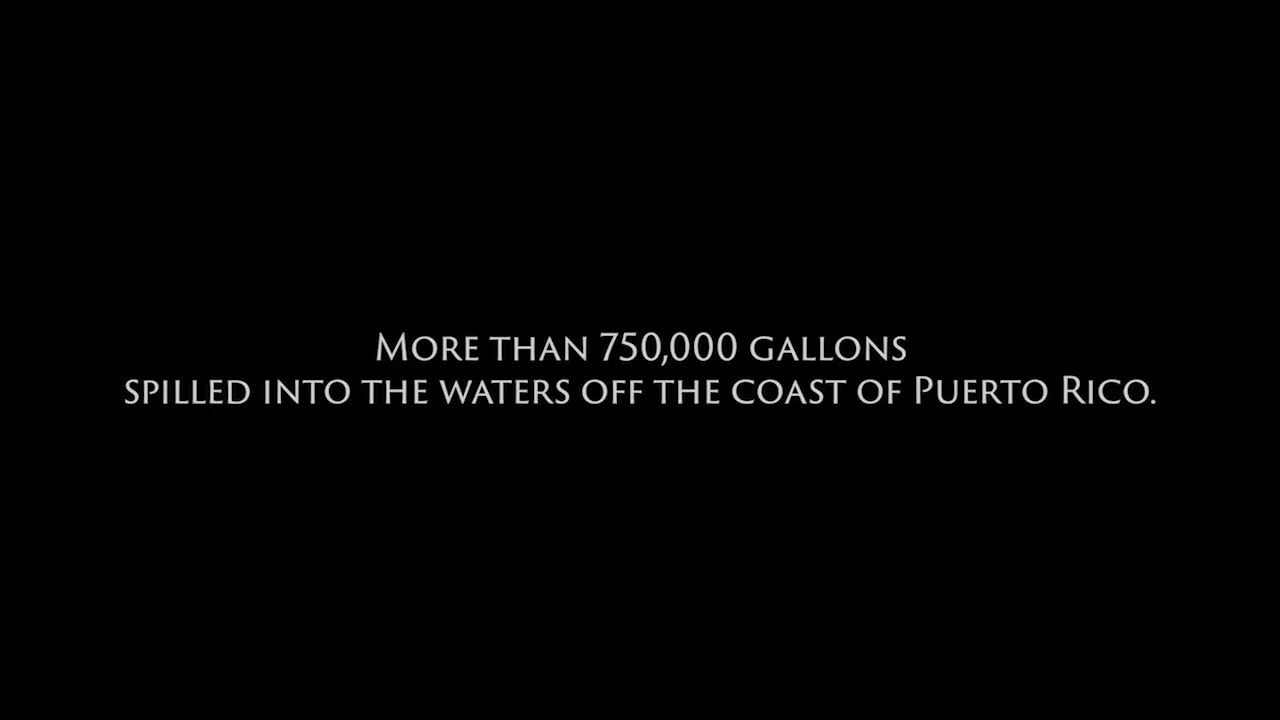 More than 750,000 gallons
spilled into the waters off the coast of Puerto Rico.